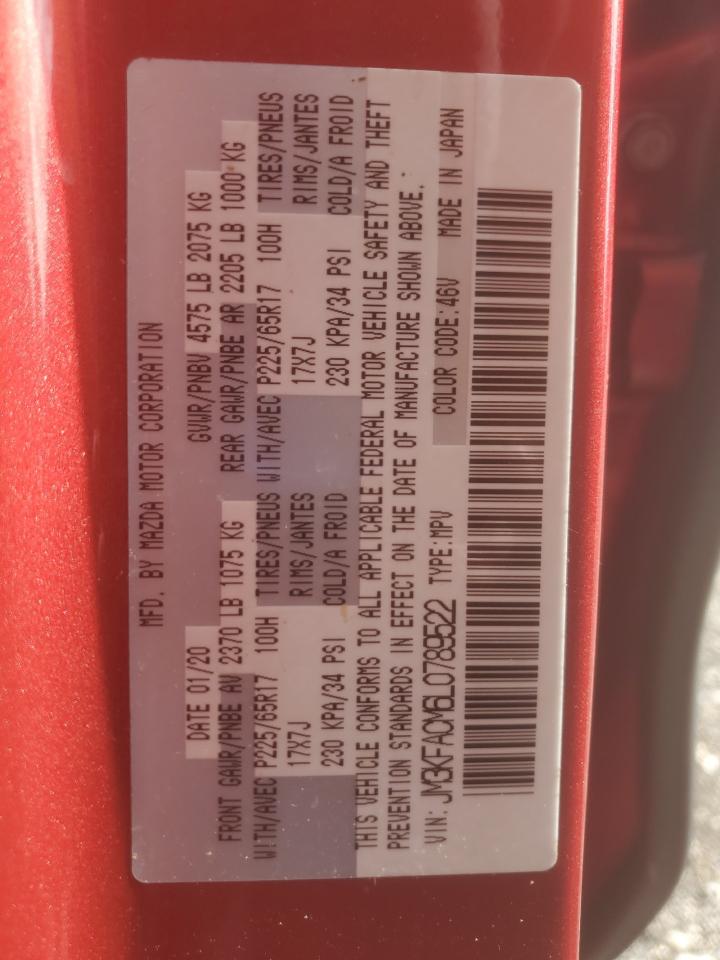 MFD. BY MAZDA MOTOR CORPORATION
DATE 01/20 GVWR/PNBV 4575 LB 2075 KG
FRONT GAWR/PNBE AV 2370 LB 1075 KG REAR GAWR/PNBE AR 2205 LB 1000 KG
WITH/AVEC P225/65R17 100H TIRES/PNEUS WITH/AVEC P225/65R17 100H TIRES/PNEUS
17X7J RIMS/JANTES 17X7J RIMS/JANTES
230 KPA/34 PSI COLD/A FROID 230 KPA/34 PSI COLD/A FROID
THIS VEHICLE CONFORMS TO ALL APPLICABLE FEDERAL MOTOR VEHICLE SAFETY AND THEFT
PREVENTION STANDARDS IN EFFECT ON THE DATE OF MANUFACTURE SHOWN ABOVE.
VIN: JM3KFACM6L0789522 TYPE:MPV COLOR CODE:46V MADE IN JAPAN